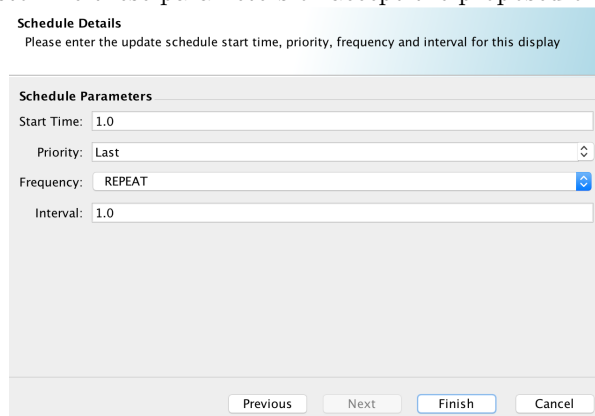 Schedule Details
Please enter the update schedule start time, priority, frequency and interval for this display
Schedule Parameters
Start Time: 1.0
Priority: Last
Frequency: REPEAT
Interval: 1.0
Previous Next Finish Cancel